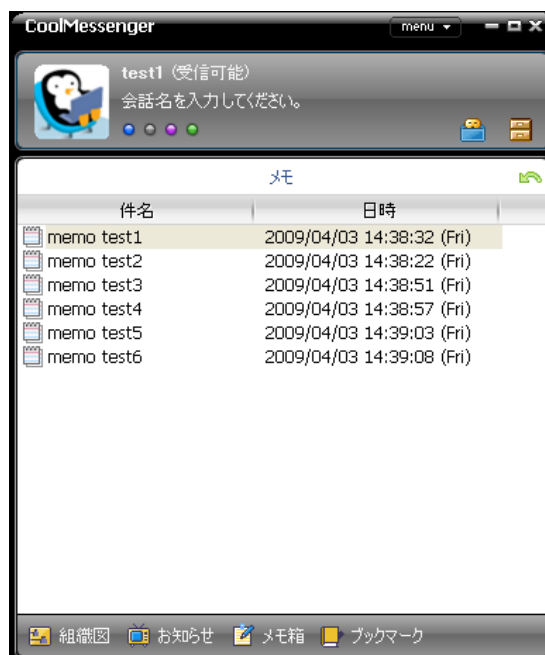 CoolMessenger menu
test1 (受信可能)
会話名を入力してください。
メモ
件名 日時
memo test1 2009/04/03 14:38:32 (Fri)
memo test2 2009/04/03 14:38:22 (Fri)
memo test3 2009/04/03 14:38:51 (Fri)
memo test4 2009/04/03 14:38:57 (Fri)
memo test5 2009/04/03 14:39:03 (Fri)
memo test6 2009/04/03 14:39:08 (Fri)
組織図 お知らせ メモ箱 ブックマーク